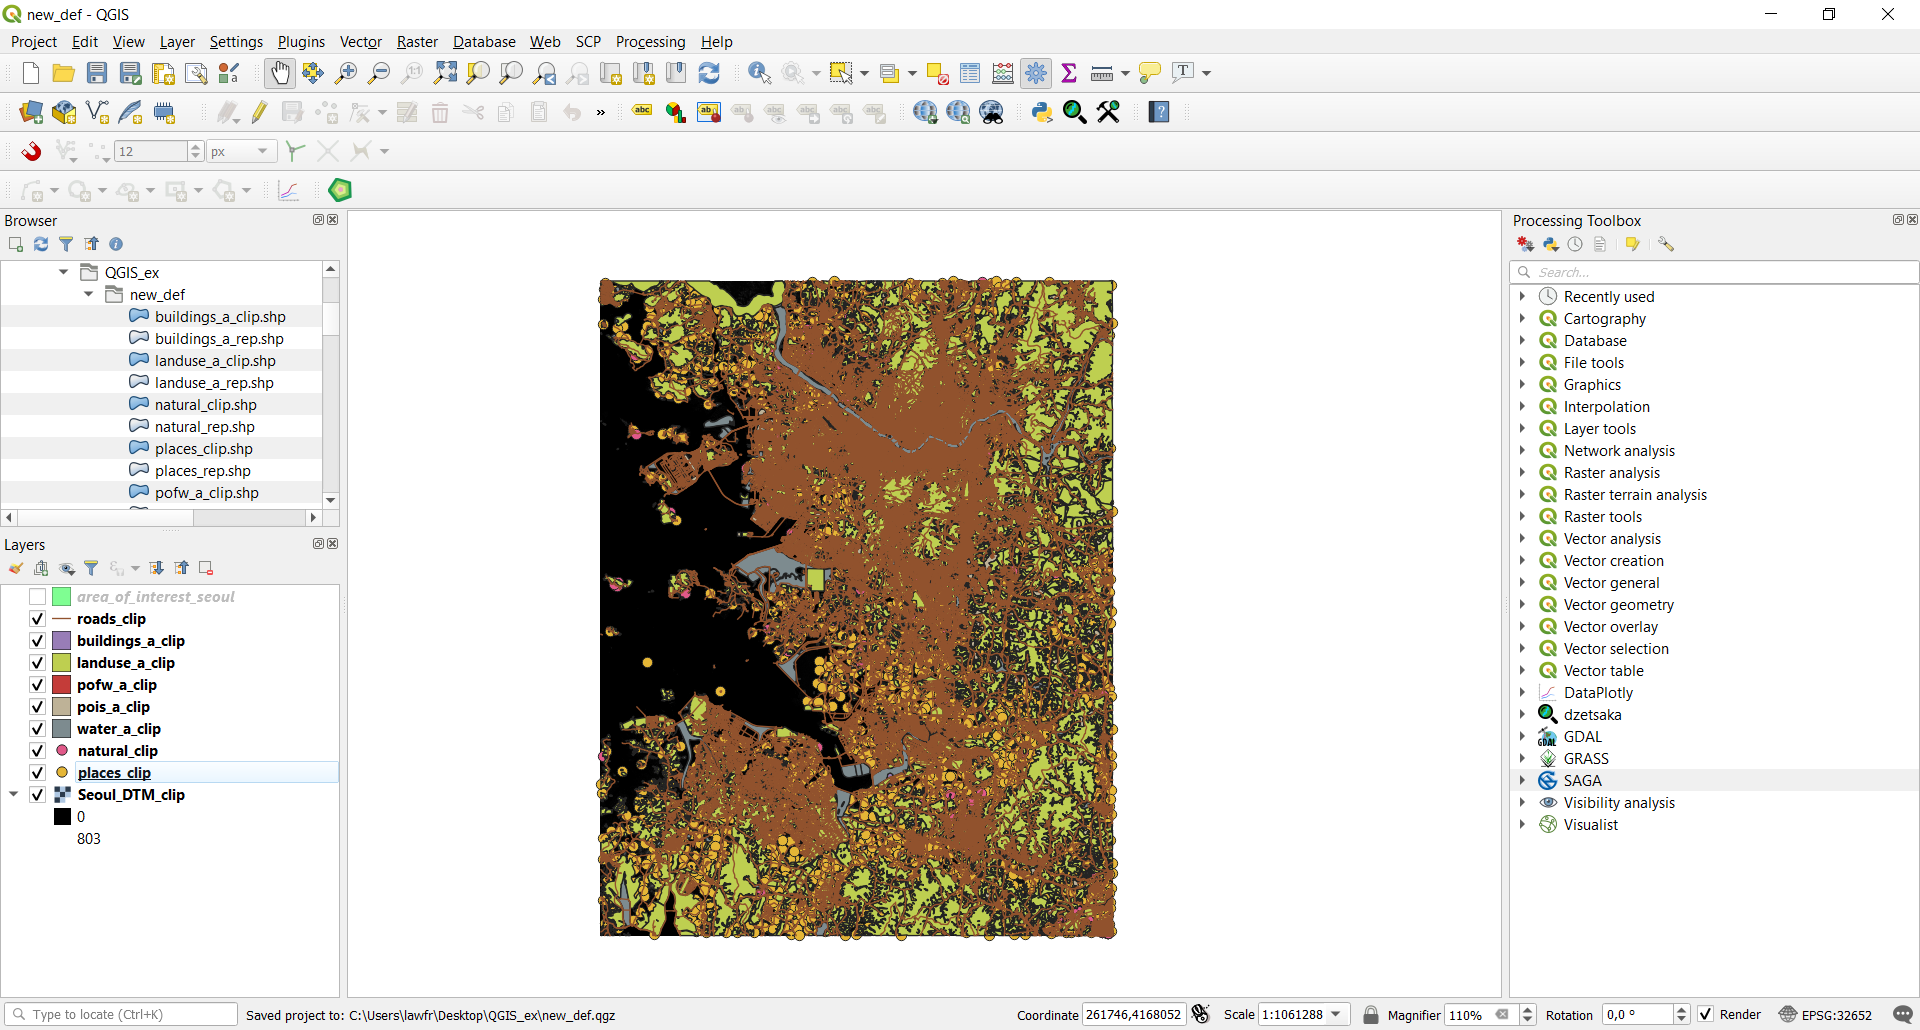 new_def - QGIS
Project Edit View Layer Settings Plugins Vector Raster Database Web SCP Processing Help
12 px
Browser
QGIS_ex
new_def
buildings_a_clip.shp
buildings_a_rep.shp
landuse_a_clip.shp
landuse_a_rep.shp
natural_clip.shp
natural_rep.shp
places_clip.shp
places_rep.shp
pofw_a_clip.shp
Layers
area_of_interest_seoul
roads_clip
buildings_a_clip
landuse_a_clip
pofw_a_clip
pois_a_clip
water_a_clip
natural_clip
places_clip
Seoul_DTM_clip
0
803
Processing Toolbox
Search...
Recently used
Cartography
Database
File tools
Graphics
Interpolation
Layer tools
Network analysis
Raster analysis
Raster terrain analysis
Raster tools
Vector analysis
Vector creation
Vector general
Vector geometry
Vector overlay
Vector selection
Vector table
DataPlotly
dzetsaka
GDAL
GRASS
SAGA
Visibility analysis
Visualist
Type to locate (Ctrl+K) Saved project to: C:\Users\lawfr\Desktop\QGIS_ex\new_def.qgz Coordinate 261746,4168052 Scale 1:1061288 Magnifier 110% Rotation 0,0 ° Render EPSG:32652